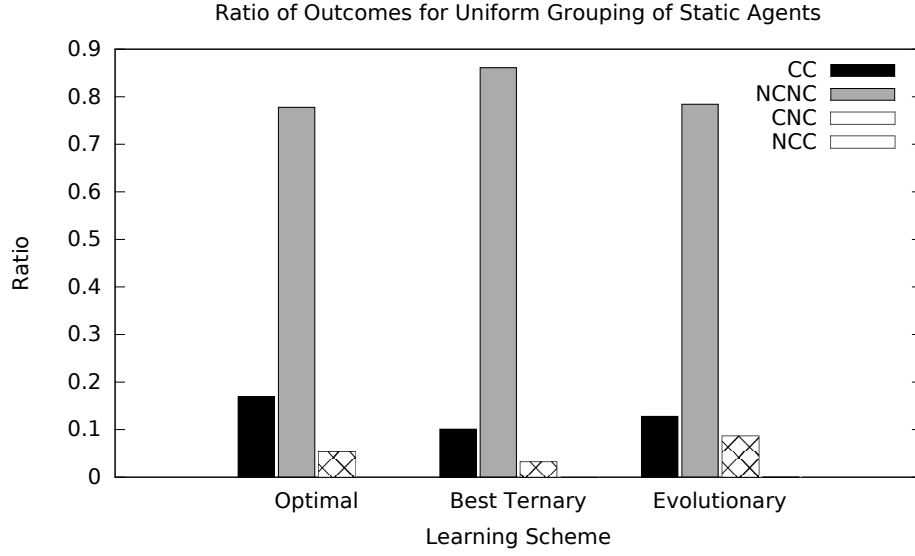 Ratio of Outcomes for Uniform Grouping of Static Agents
0.9
0.8
0.7
0.6
0.5
0.4
0.3
0.2
0.1
0
Ratio
CC
NCNC
CNC
NCC
Optimal
Best Ternary
Evolutionary
Learning Scheme